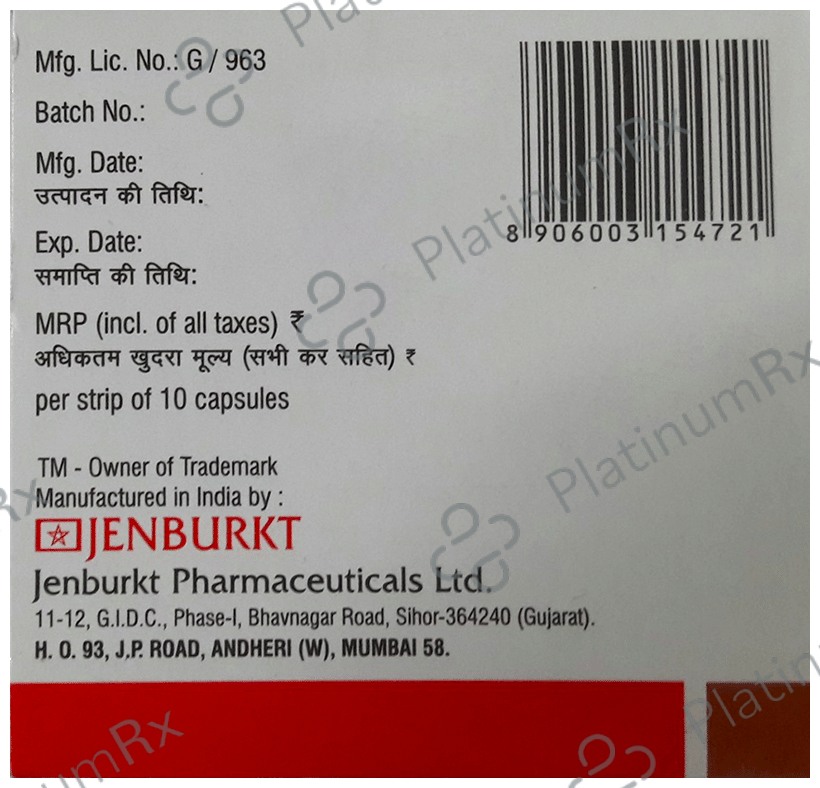 Mfg. Lic. No.: G / 963
Batch No.:
Mfg. Date:
उत्पादन की तिथि:
Exp. Date:
समाप्ति की तिथि:
MRP (incl. of all taxes) ₹
अधिकतम खुदरा मूल्य (सभी कर सहित) ₹
per strip of 10 capsules
8 906003 154721
TM - Owner of Trademark
Manufactured in India by :
JENBURKT
Jenburkt Pharmaceuticals Ltd.
11-12, G.I.D.C., Phase-I, Bhavnagar Road, Sihor-364240 (Gujarat).
H. O. 93, J.P. ROAD, ANDHERI (W), MUMBAI 58.
PlatinumRx
PlatinumRx